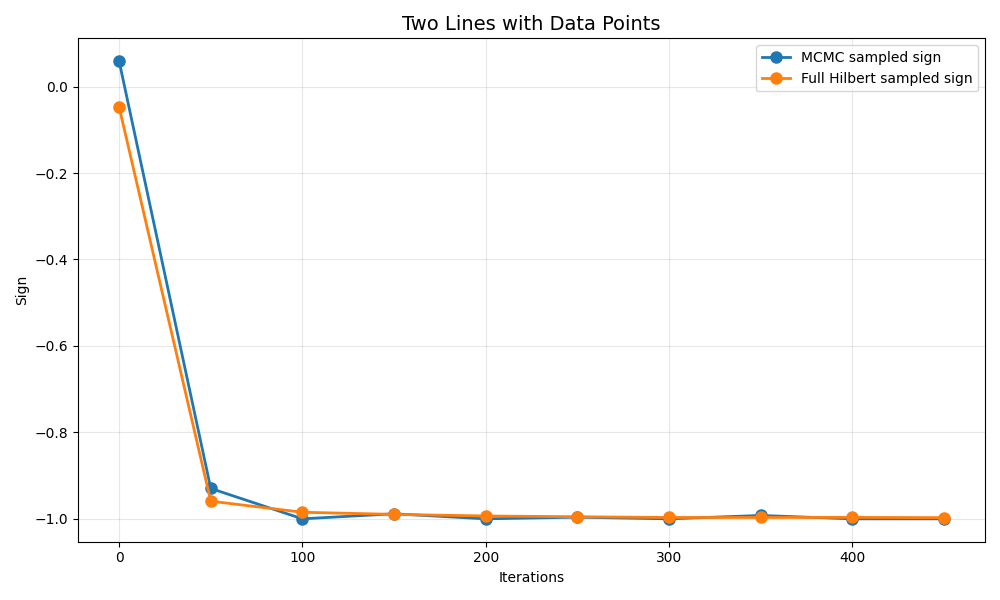 Two Lines with Data Points
MCMC sampled sign
Full Hilbert sampled sign
Sign
0.0
−0.2
−0.4
−0.6
−0.8
−1.0
0
100
200
300
400
Iterations